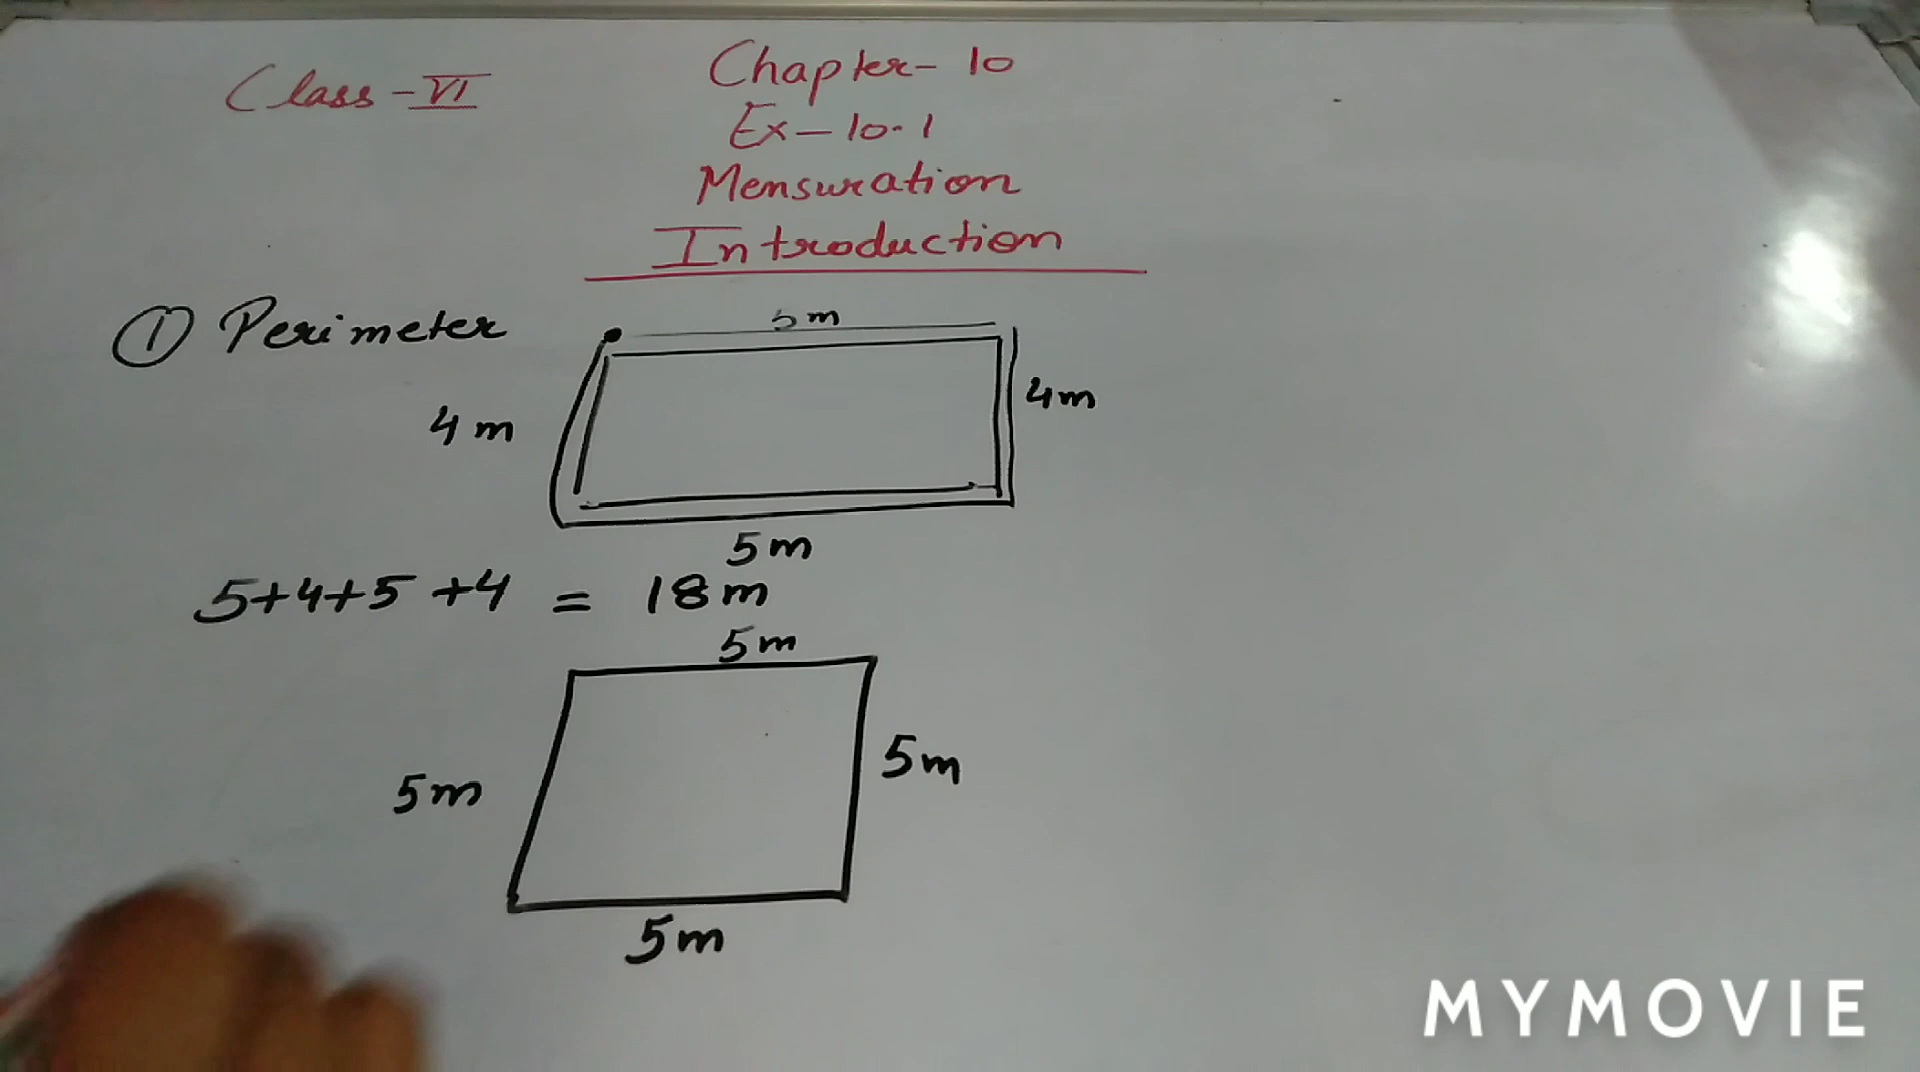 Class-VI
Chapter-10
Ex-10.1
Mensuration
Introduction
① Perimeter
5m
4m
4m
5m
5+4+5+4 = 18m
5m
5m
5m
5m
MYMOVIE